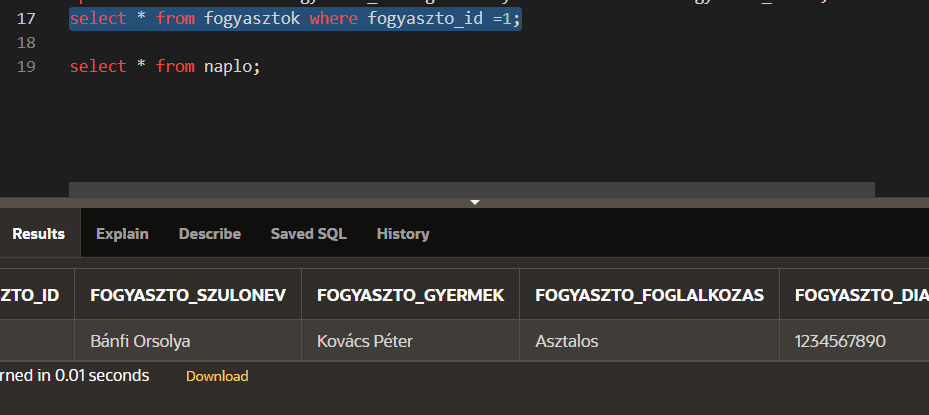 17 select * from fogyasztok where fogyaszto_id =1;
18
19 select * from naplo;
Results Explain Describe Saved SQL History
ZTO_ID FOGYASZTO_SZULONEV FOGYASZTO_GYERMEK FOGYASZTO_FOGLALKOZAS FOGYASZTO_DIA
Bánfi Orsolya Kovács Péter Asztalos 1234567890
rned in 0.01 seconds Download